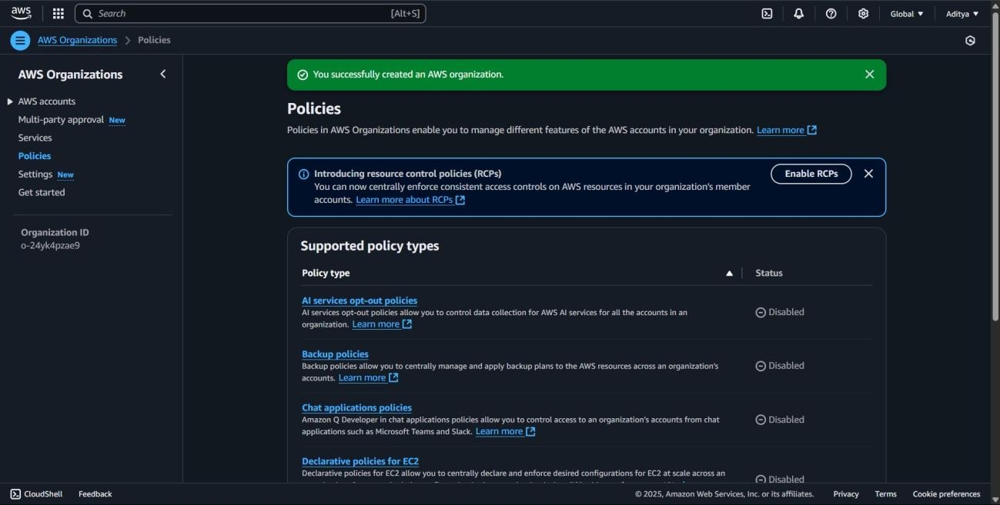 aws
Search [Alt+S]
Global ▼ Aditya ▼
AWS Organizations > Policies
AWS Organizations
AWS accounts
Multi-party approval New
Services
Policies
Settings New
Get started
Organization ID
o-24yk4pzae9
You successfully created an AWS organization.
Policies
Policies in AWS Organizations enable you to manage different features of the AWS accounts in your organization. Learn more
Introducing resource control policies (RCPs)
You can now centrally enforce consistent access controls on AWS resources in your organization's member
accounts. Learn more about RCPs
Enable RCPs
Supported policy types
Policy type Status
AI services opt-out policies
AI services opt-out policies allow you to control data collection for AWS AI services for all the accounts in an
organization. Learn more
Disabled
Backup policies
Backup policies allow you to centrally manage and apply backup plans to the AWS resources across an organization's
accounts. Learn more
Disabled
Chat applications policies
Amazon Q Developer in chat applications policies allow you to control access to an organization's accounts from chat
applications such as Microsoft Teams and Slack. Learn more
Disabled
Declarative policies for EC2
Declarative policies for EC2 allow you to centrally declare and enforce desired configurations for EC2 at scale across an
Disabled
CloudShell Feedback
© 2025, Amazon Web Services, Inc. or its affiliates. Privacy Terms Cookie preferences